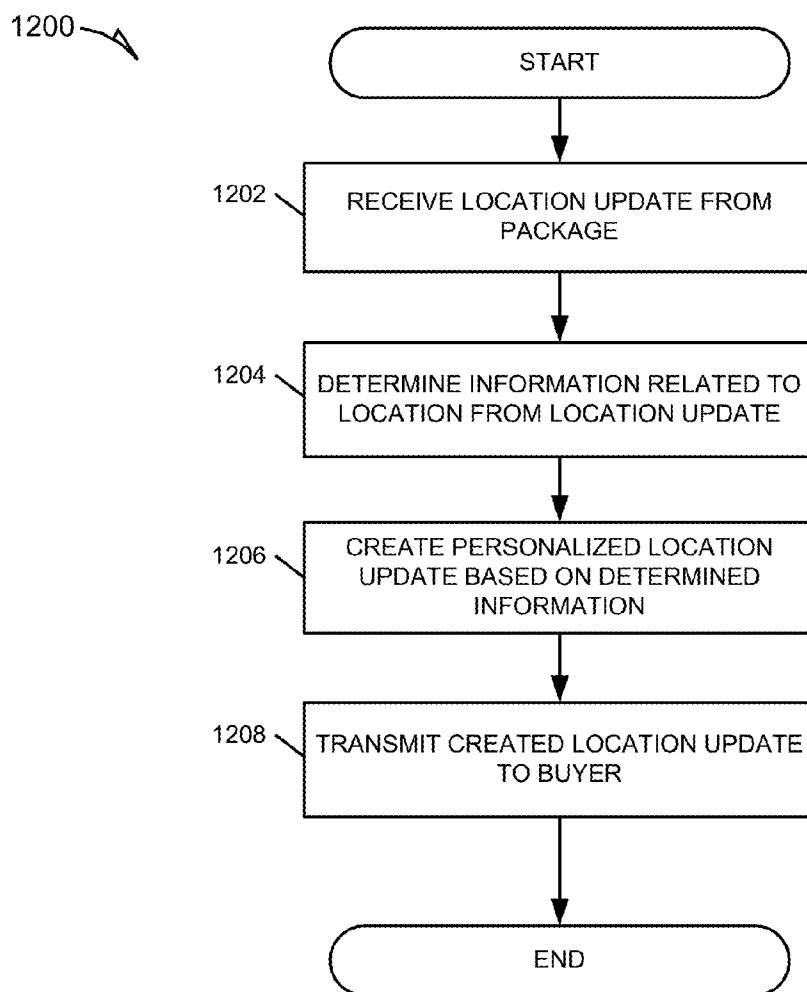 1200
START
1202
RECEIVE LOCATION UPDATE FROM
PACKAGE
1204
DETERMINE INFORMATION RELATED TO
LOCATION FROM LOCATION UPDATE
1206
CREATE PERSONALIZED LOCATION
UPDATE BASED ON DETERMINED
INFORMATION
1208
TRANSMIT CREATED LOCATION UPDATE
TO BUYER
END